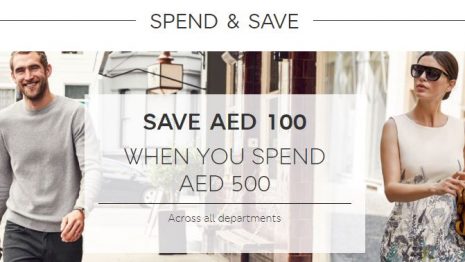 SPEND & SAVE
SAVE AED 100
WHEN YOU SPEND
AED 500
Across all departments